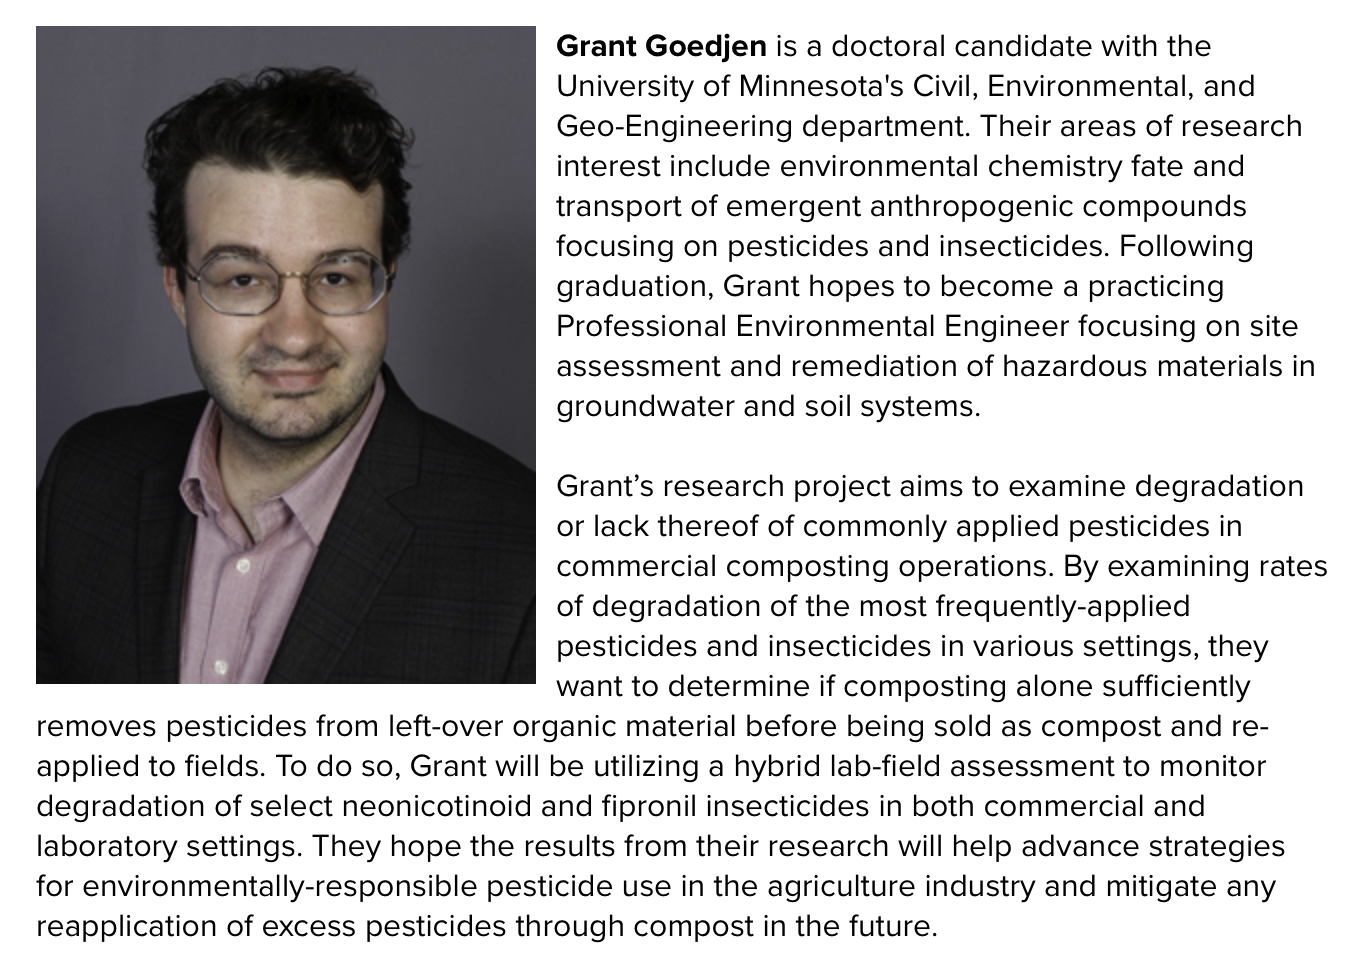 Grant Goedjen is a doctoral candidate with the
University of Minnesota's Civil, Environmental, and
Geo-Engineering department. Their areas of research
interest include environmental chemistry fate and
transport of emergent anthropogenic compounds
focusing on pesticides and insecticides. Following
graduation, Grant hopes to become a practicing
Professional Environmental Engineer focusing on site
assessment and remediation of hazardous materials in
groundwater and soil systems.
Grant’s research project aims to examine degradation
or lack thereof of commonly applied pesticides in
commercial composting operations. By examining rates
of degradation of the most frequently-applied
pesticides and insecticides in various settings, they
want to determine if composting alone sufficiently
removes pesticides from left-over organic material before being sold as compost and re-
applied to fields. To do so, Grant will be utilizing a hybrid lab-field assessment to monitor
degradation of select neonicotinoid and fipronil insecticides in both commercial and
laboratory settings. They hope the results from their research will help advance strategies
for environmentally-responsible pesticide use in the agriculture industry and mitigate any
reapplication of excess pesticides through compost in the future.